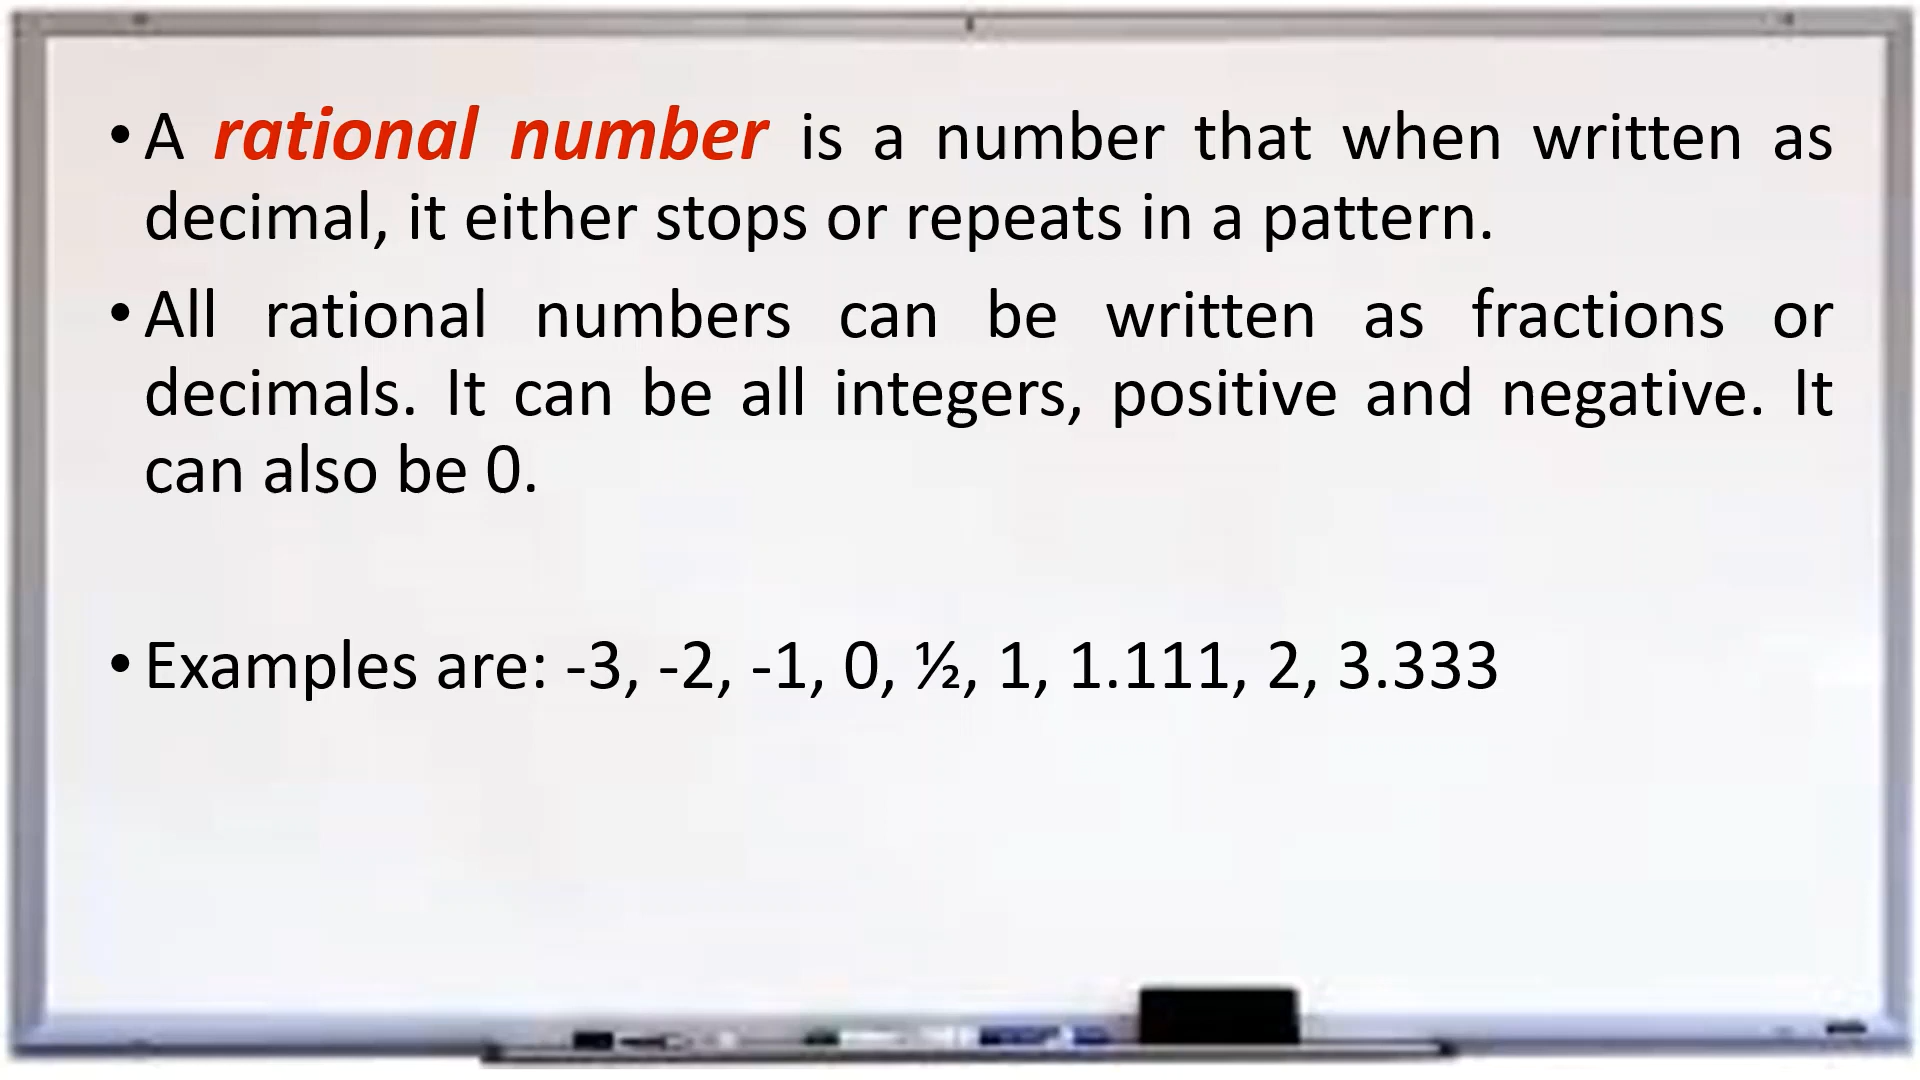 • A rational number is a number that when written as
decimal, it either stops or repeats in a pattern.
• All rational numbers can be written as fractions or
decimals. It can be all integers, positive and negative. It
can also be 0.
• Examples are: -3, -2, -1, 0, ½, 1, 1.111, 2, 3.333